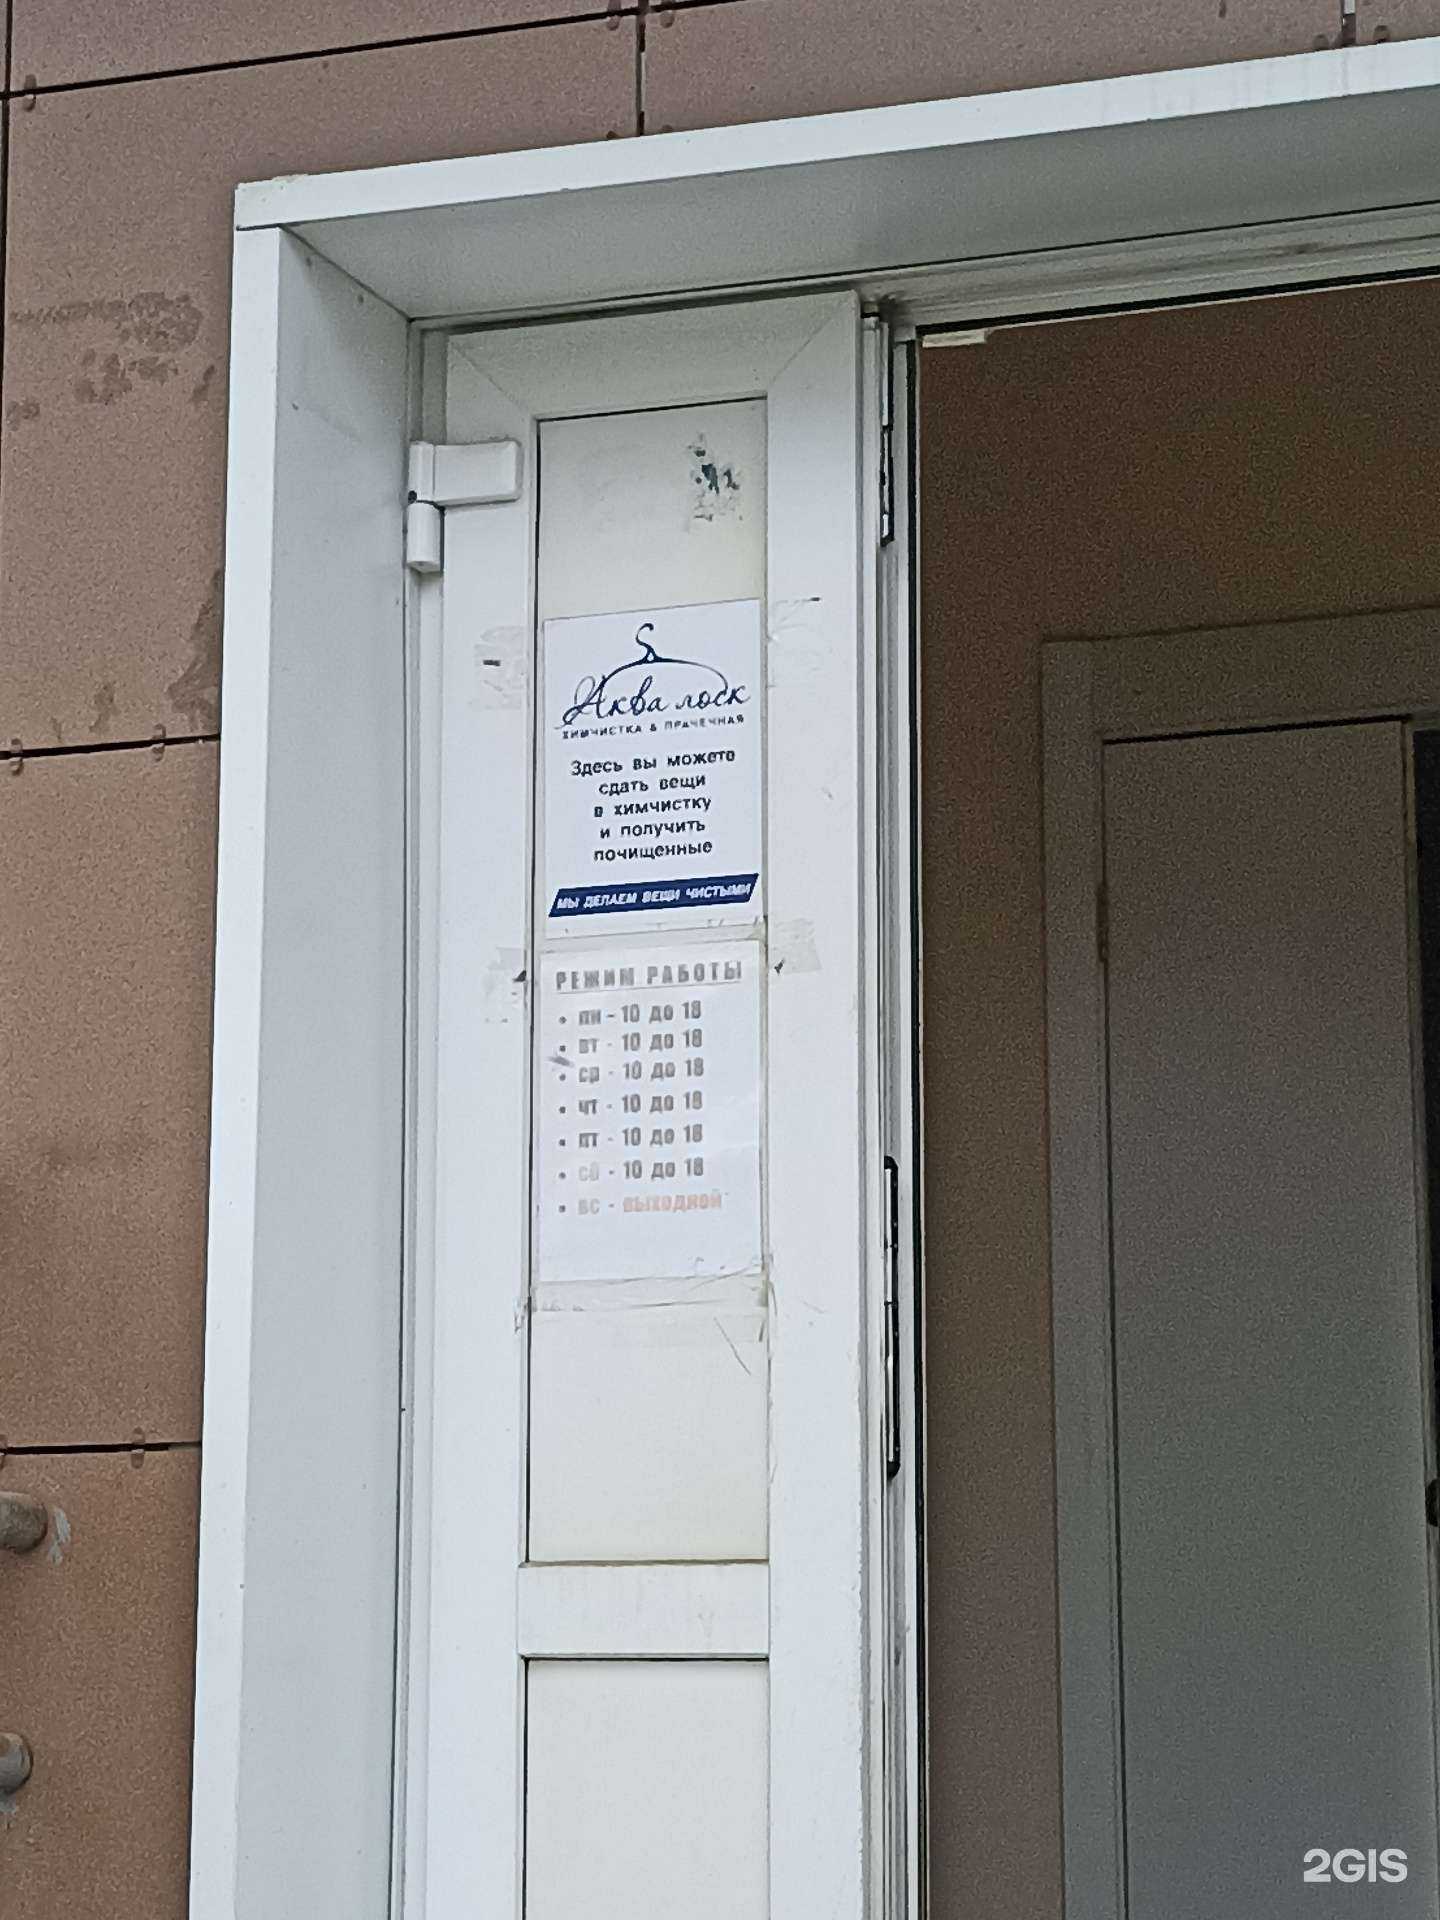 Аква лоск
ХИМЧИСТКА & ПРАЧЕЧНАЯ
Здесь вы можете
сдать вещи
в химчистку
и получить
почищенные
МЫ ДЕЛАЕМ ВЕЩИ ЧИСТЫМИ
РЕЖИМ РАБОТЫ
• пн - 10 до 18
• вт - 10 до 18
• ср - 10 до 18
• чт - 10 до 18
• пт - 10 до 18
• сб - 10 до 18
• вс - выходной
2GIS